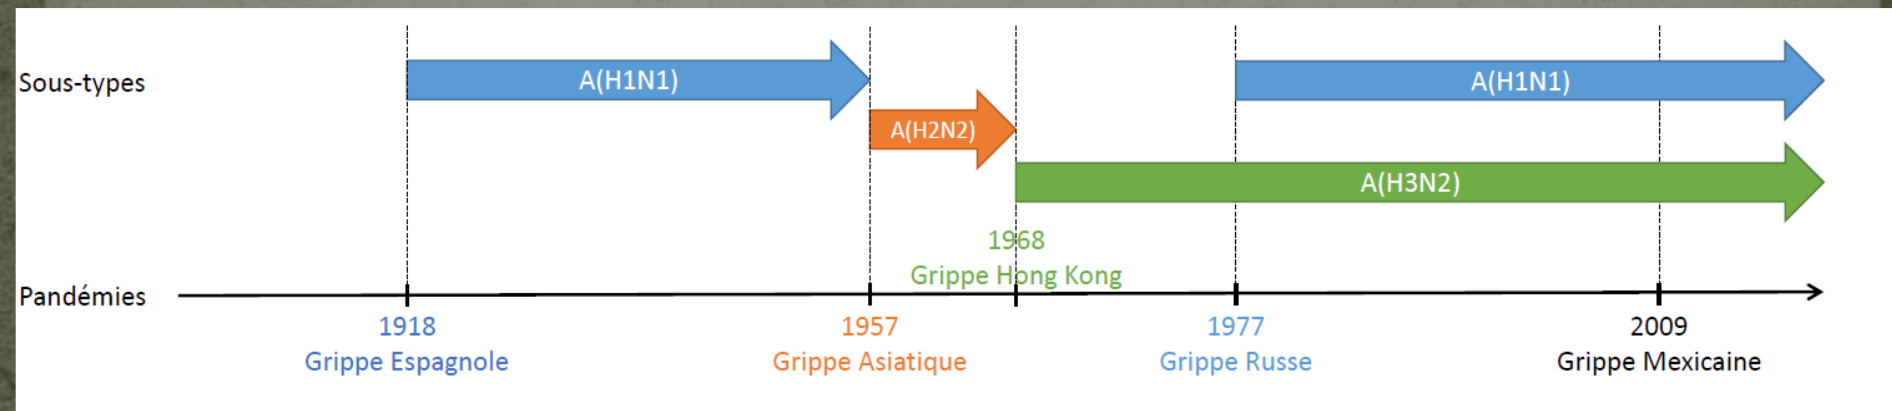 Sous-types
A(H1N1)
A(H1N1)
A(H2N2)
A(H3N2)
1968
Grippe Hong Kong
Pandémies
1918
1957
1977
2009
Grippe Espagnole
Grippe Asiatique
Grippe Russe
Grippe Mexicaine